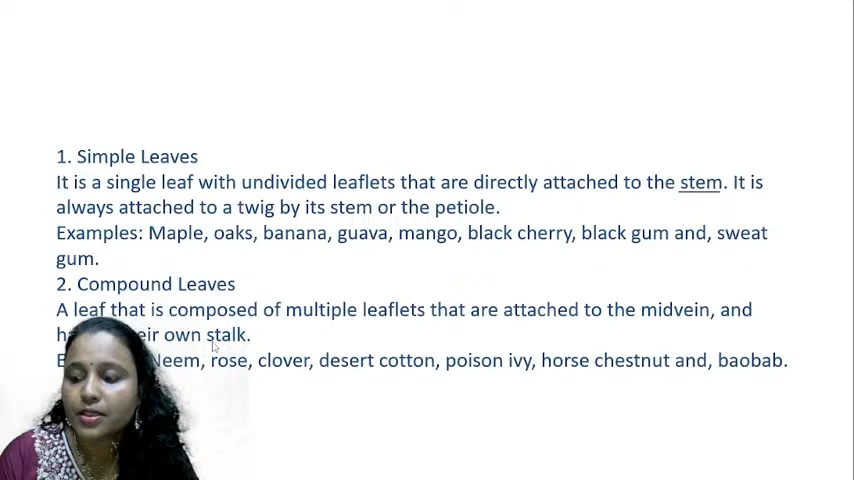 1. Simple Leaves
It is a single leaf with undivided leaflets that are directly attached to the stem. It is
always attached to a twig by its stem or the petiole.
Examples: Maple, oaks, banana, guava, mango, black cherry, black gum and, sweat
gum.
2. Compound Leaves
A leaf that is composed of multiple leaflets that are attached to the midvein, and
own stalk.
Neem, rose, clover, desert cotton, poison ivy, horse chestnut and, baobab.